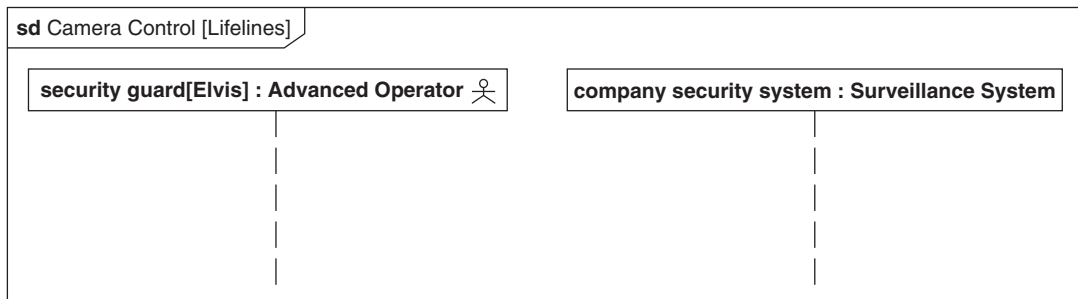 sd Camera Control [Lifelines]
security guard[Elvis] : Advanced Operator
company security system : Surveillance System